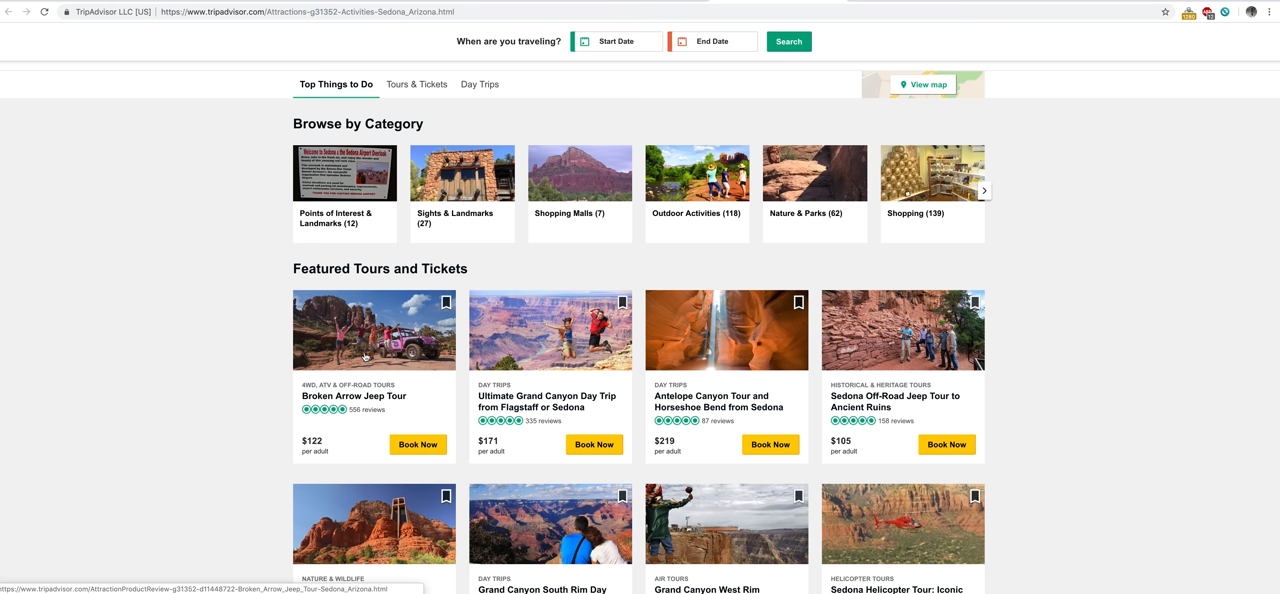 TripAdvisor LLC [US]
https://www.tripadvisor.com/Attractions-g31352-Activities-Sedona_Arizona.html
When are you traveling?
Start Date
End Date
Search
Top Things to Do
Tours & Tickets
Day Trips
View map
Browse by Category
Points of Interest &
Landmarks (12)
Sights & Landmarks
(27)
Shopping Malls (7)
Outdoor Activities (118)
Nature & Parks (62)
Shopping (139)
Featured Tours and Tickets
4WD, ATV & OFF-ROAD TOURS
Broken Arrow Jeep Tour
556 reviews
$122
per adult
Book Now
DAY TRIPS
Ultimate Grand Canyon Day Trip
from Flagstaff or Sedona
335 reviews
$171
per adult
Book Now
DAY TRIPS
Antelope Canyon Tour and
Horseshoe Bend from Sedona
87 reviews
$219
per adult
Book Now
HISTORICAL & HERITAGE TOURS
Sedona Off-Road Jeep Tour to
Ancient Ruins
158 reviews
$105
per adult
Book Now
NATURE & WILDLIFE
DAY TRIPS
Grand Canyon South Rim Day
AIR TOURS
Grand Canyon West Rim
HELICOPTER TOURS
Sedona Helicopter Tour: Iconic
https://www.tripadvisor.com/AttractionProductReview-g31352-d11448722-Broken_Arrow_Jeep_Tour-Sedona_Arizona.html